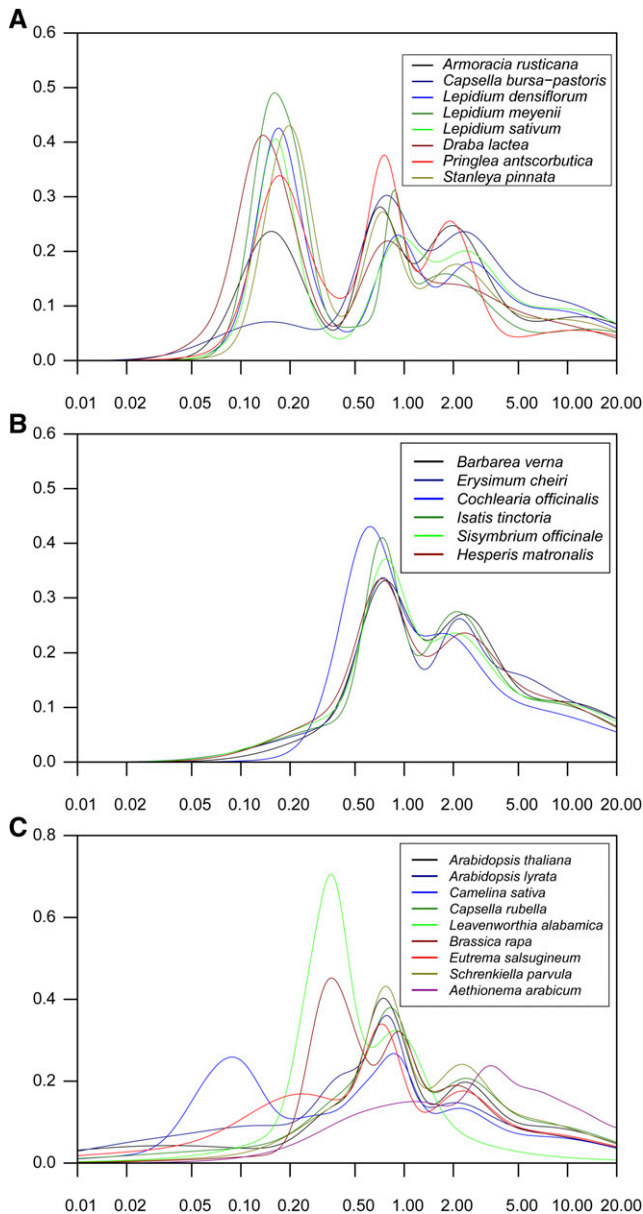 A
0.6
0.5
0.4
0.3
0.2
0.1
0.0
Armoracia rusticana
Capsella bursa-pastoris
Lepidium densiflorum
Lepidium meyenii
Lepidium sativum
Draba lactea
Pringlea antscorbutica
Stanleya pinnata
0.01 0.02 0.05 0.10 0.20 0.50 1.00 2.00 5.00 10.00 20.00
B
0.6
0.5
0.4
0.3
0.2
0.1
0.0
Barbarea verna
Erysimum cheiri
Cochlearia officinalis
Isatis tinctoria
Sisymbrium officinale
Hesperis matronalis
0.01 0.02 0.05 0.10 0.20 0.50 1.00 2.00 5.00 10.00 20.00
C
0.8
0.6
0.4
0.2
0.0
Arabidopsis thaliana
Arabidopsis lyrata
Camelina sativa
Capsella rubella
Leavenworthia alabamica
Brassica rapa
Eutrema salsugineum
Schrenkiella parvula
Aethionema arabicum
0.01 0.02 0.05 0.10 0.20 0.50 1.00 2.00 5.00 10.00 20.00